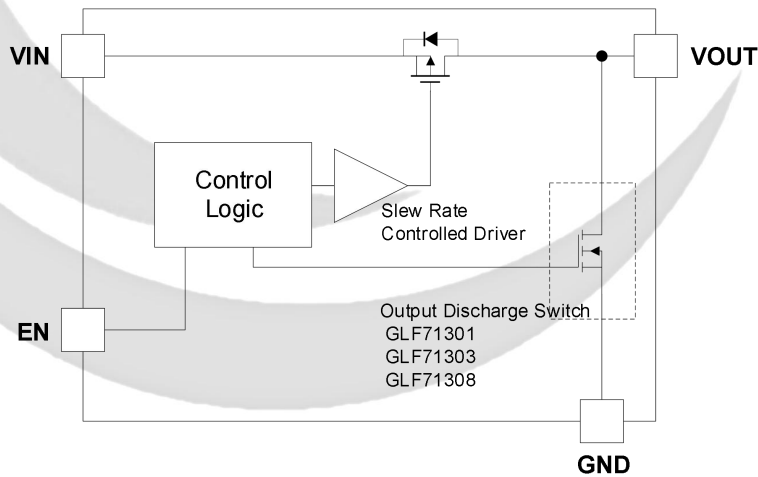 VIN
VOUT
Control
Logic
Slew Rate
Controlled Driver
Output Discharge Switch
GLF71301
GLF71303
GLF71308
EN
GND